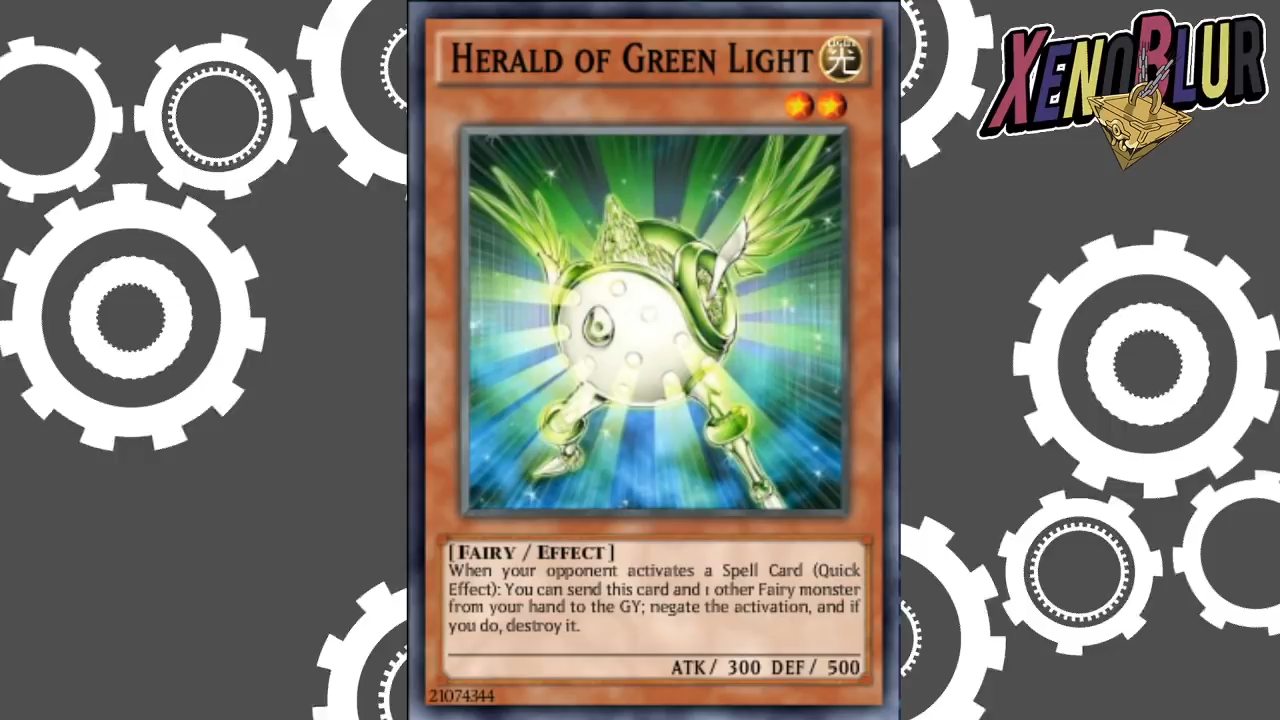 HERALD OF GREEN LIGHT
LIGHT
光
XENOBLUR
[ FAIRY / EFFECT ]
When your opponent activates a Spell Card (Quick
Effect): You can send this card and 1 other Fairy monster
from your hand to the GY; negate the activation, and if
you do, destroy it.
ATK/ 300 DEF/ 500
21074344